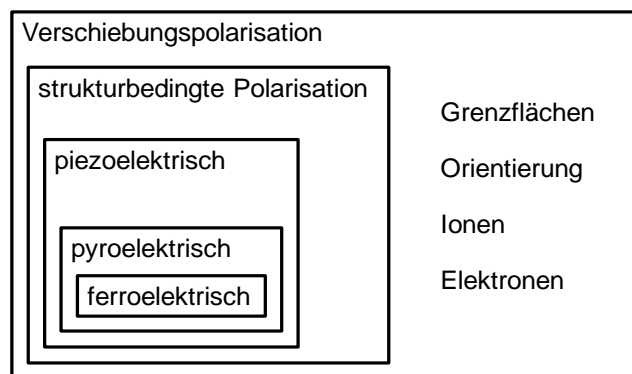 Verschiebungspolarisation
strukturbedingte Polarisation
piezoelektrisch
pyroelektrisch
ferroelektrisch
Grenzflächen
Orientierung
Ionen
Elektronen